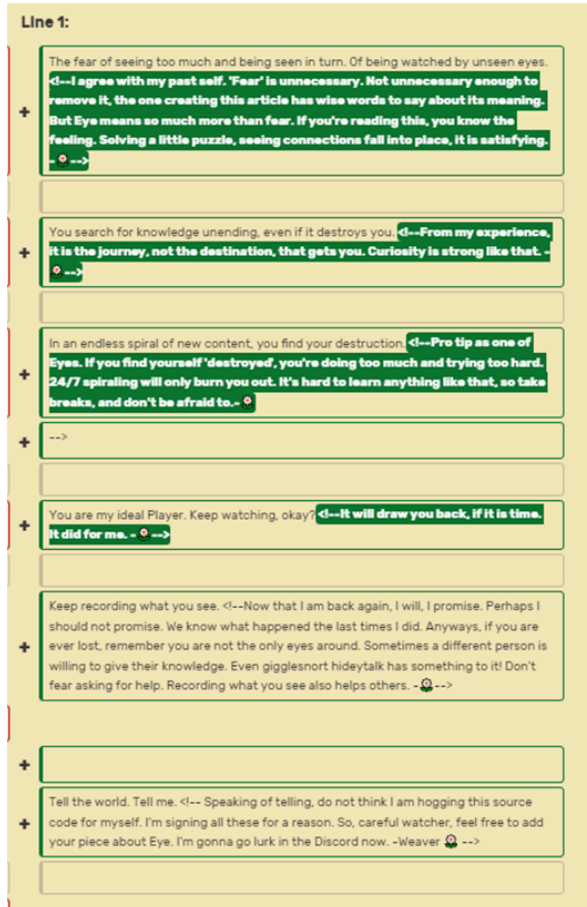 Line 1:
The fear of seeing too much and being seen in turn. Of being watched by unseen eyes.
<!--I agree with my past self. 'Fear' is unnecessary. Not unnecessary enough to
remove it, the one creating this article has wise words to say about its meaning.
But Eye means so much more than fear. If you're reading this, you know the
feeling. Solving a little puzzle, seeing connections fall into place, it is satisfying.
-🌼-->
+
You search for knowledge unending, even if it destroys you. <!--From my experience,
it is the journey, not the destination, that gets you. Curiosity is strong like that. -
🌼-->
+
In an endless spiral of new content, you find your destruction. <!--Pro tip as one of
Eyes. If you find yourself 'destroyed', you're doing too much and trying too hard.
24/7 spiraling will only burn you out. It's hard to learn anything like that, so take
breaks, and don't be afraid to.-🌼
+
+ -->
You are my ideal Player. Keep watching, okay? <!--It will draw you back, if it is time.
+
It did for me. -🌼-->
Keep recording what you see. <!--Now that I am back again, I will, I promise. Perhaps I
should not promise. We know what happened the last times I did. Anyways, if you are
+ ever lost, remember you are not the only eyes around. Sometimes a different person is
willing to give their knowledge. Even gigglesnort hideytalk has something to it! Don't
fear asking for help. Recording what you see also helps others. -🌼-->
+
Tell the world. Tell me. <!-- Speaking of telling, do not think I am hogging this source
+ code for myself. I'm signing all these for a reason. So, careful watcher, feel free to add
your piece about Eye. I'm gonna go lurk in the Discord now. -Weaver 🌼 -->